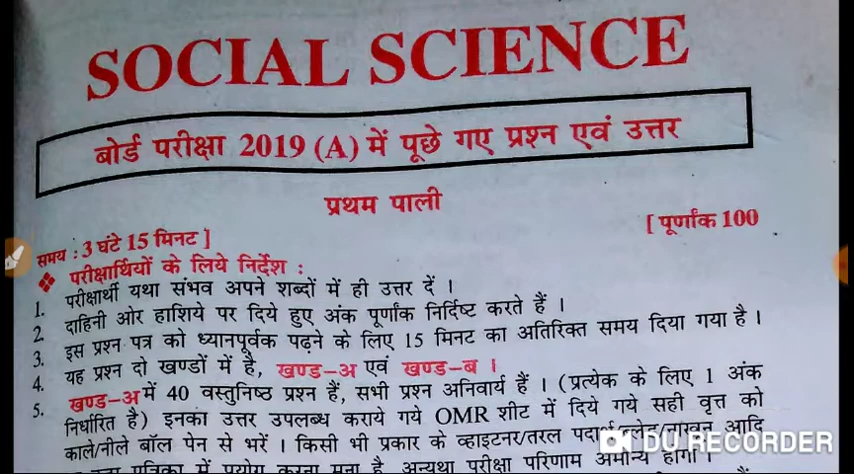 SOCIAL SCIENCE
बोर्ड परीक्षा 2019 (A) में पूछे गए प्रश्न एवं उत्तर
प्रथम पाली
समय : 3 घंटे 15 मिनट ]
[ पूर्णांक 100
❖ परीक्षार्थियों के लिये निर्देश :
1. परीक्षार्थी यथा संभव अपने शब्दों में ही उत्तर दें ।
2. दाहिनी ओर हाशिये पर दिये हुए अंक पूर्णांक निर्दिष्ट करते हैं ।
3. इस प्रश्न पत्र को ध्यानपूर्वक पढ़ने के लिए 15 मिनट का अतिरिक्त समय दिया गया है ।
4. यह प्रश्न दो खण्डों में है, खण्ड-अ एवं खण्ड-ब ।
5. खण्ड-अ में 40 वस्तुनिष्ठ प्रश्न हैं, सभी प्रश्न अनिवार्य हैं । (प्रत्येक के लिए 1 अंक
निर्धारित है) इनका उत्तर उपलब्ध कराये गये OMR शीट में दिये गये सही वृत्त को
काले/नीले बॉल पेन से भरें । किसी भी प्रकार के व्हाइटनर/तरल आदि
में प्रयोग करना मना है, अन्यथा परीक्षा परिणाम अमान्य होगा ।
DU RECORDER